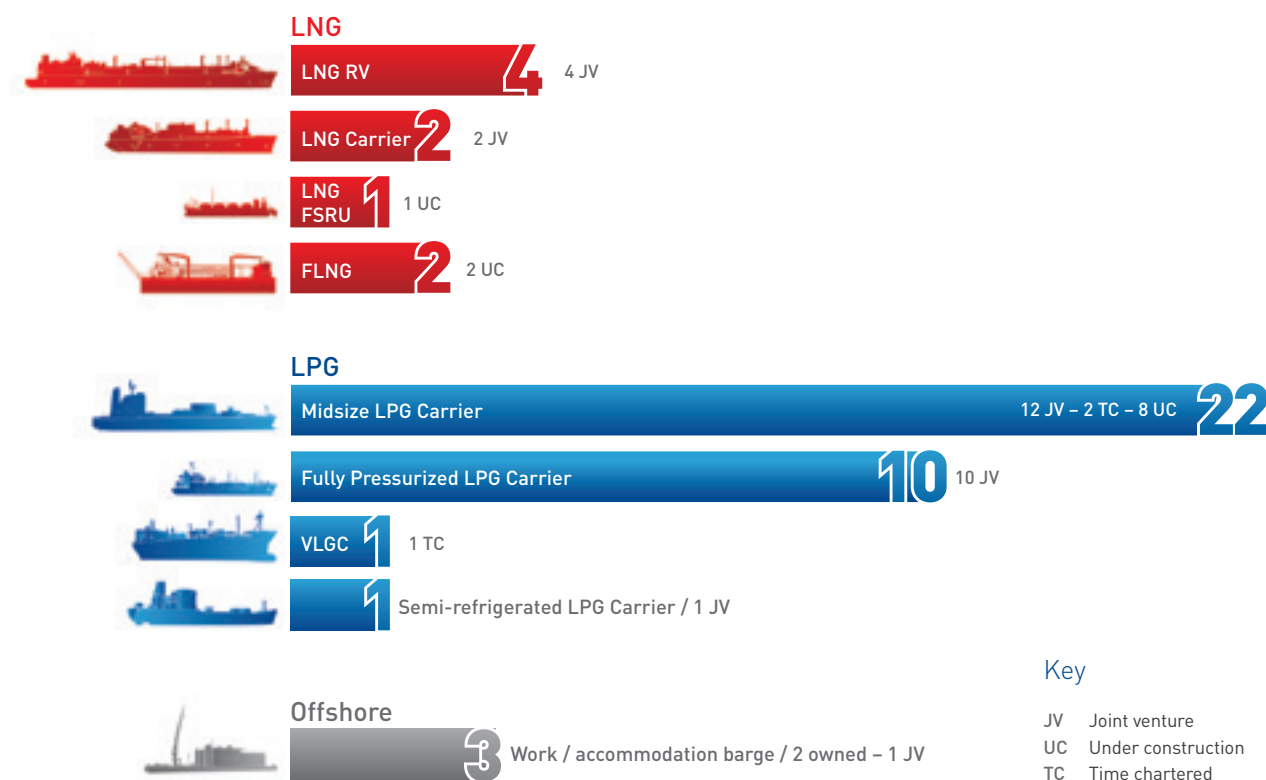 LNG
LNG RV 4 4 JV
LNG Carrier 2 2 JV
LNG
FSRU 1 1 UC
FLNG 2 2 UC
LPG
Midsize LPG Carrier 12 JV – 2 TC – 8 UC 22
Fully Pressurized LPG Carrier 10 10 JV
VLGC 1 1 TC
1 Semi-refrigerated LPG Carrier / 1 JV
Offshore
3 Work / accommodation barge / 2 owned – 1 JV
Key
JV Joint venture
UC Under construction
TC Time chartered